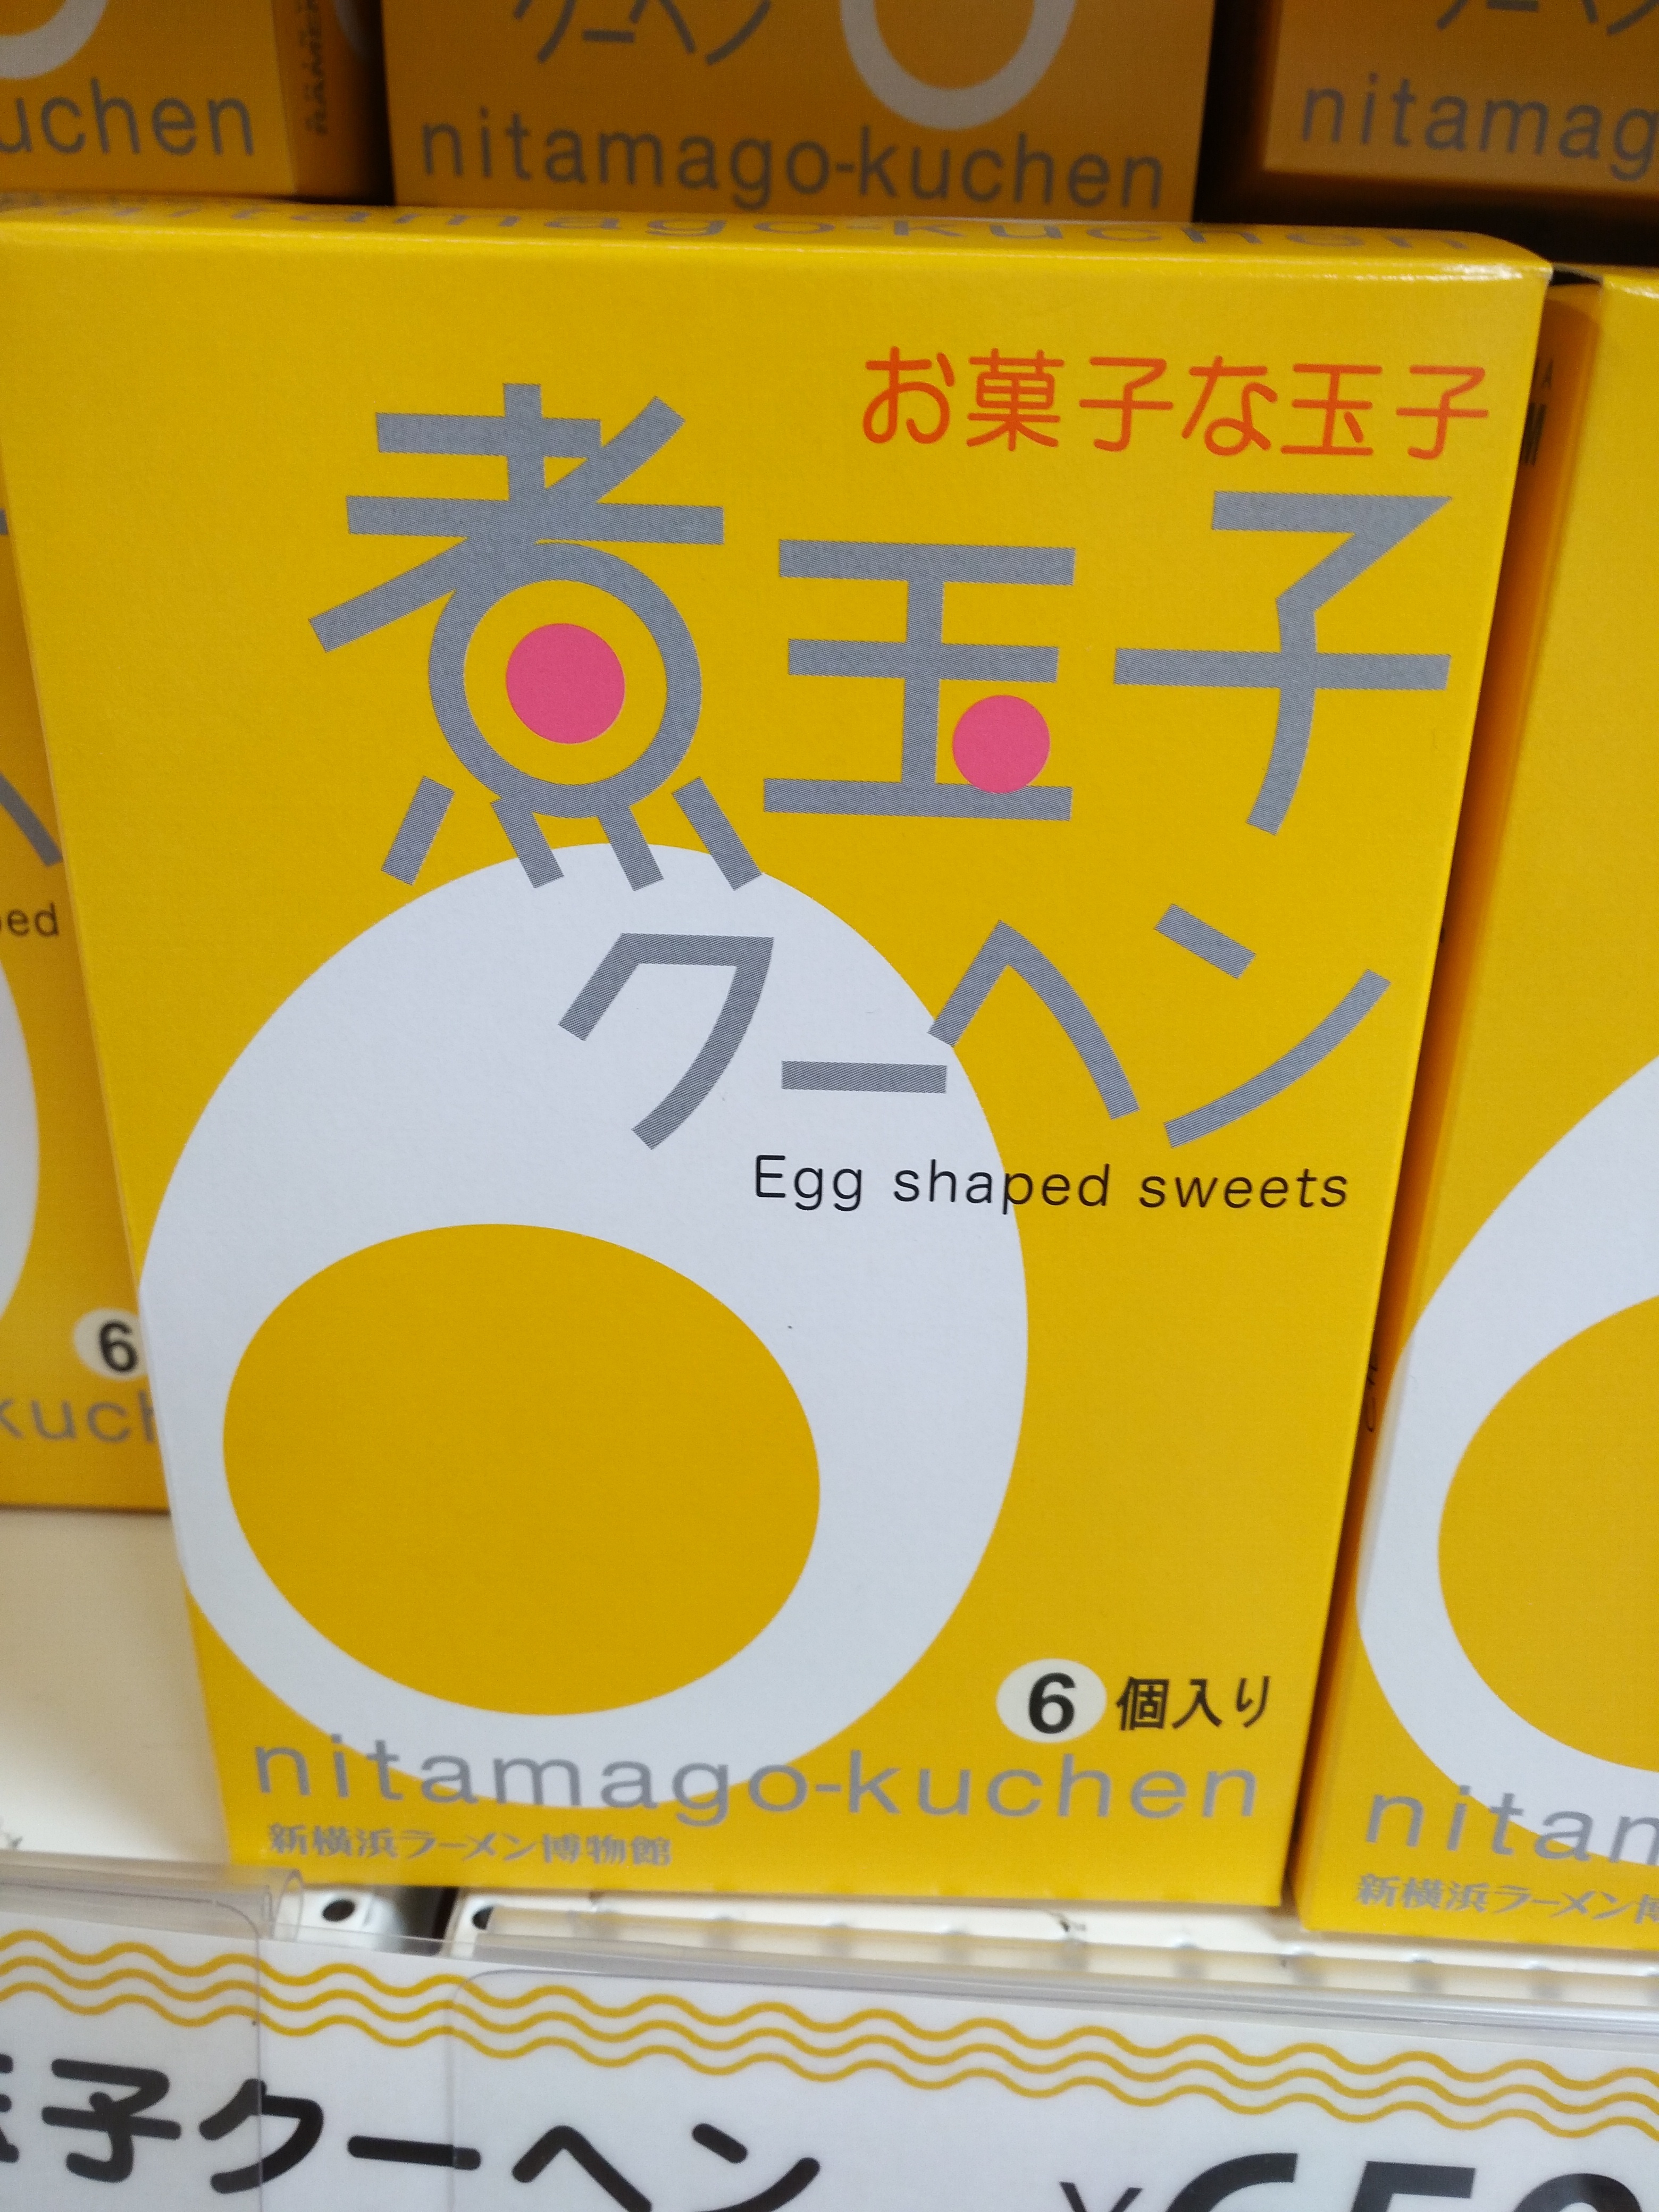 nitamago-kuchen
nitamago-kuchen
お菓子な玉子
煮玉子
クーヘン
Egg shaped sweets
6個入り
nitamago-kuchen
新横浜ラーメン博物館
子クーヘン